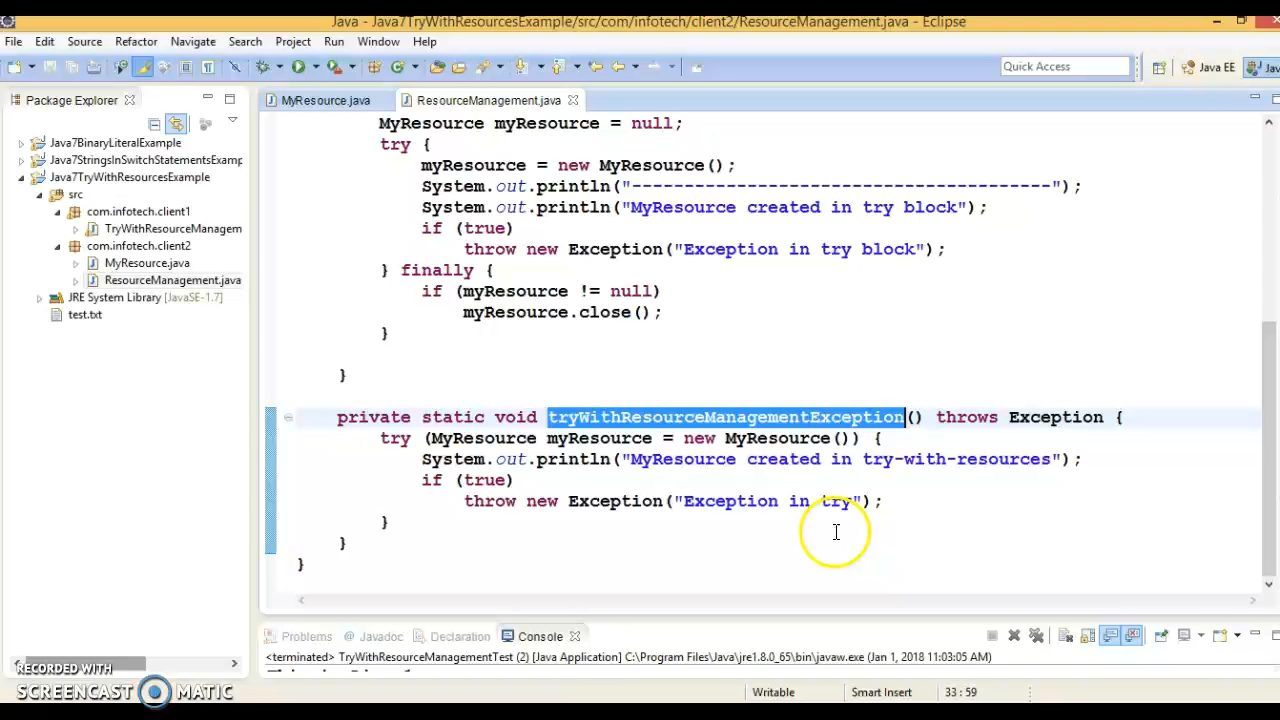 Java - Java7TryWithResourcesExample/src/com/infotech/client2/ResourceManagement.java - Eclipse
File Edit Source Refactor Navigate Search Project Run Window Help
Quick Access
Java EE
Jav
Package Explorer
MyResource.java
ResourceManagement.java
Java7BinaryLiteralExample
Java7StringsInSwitchStatementsExamp
Java7TryWithResourcesExample
src
com.infotech.client1
TryWithResourceManagem
com.infotech.client2
MyResource.java
ResourceManagement.java
JRE System Library [JavaSE-1.7]
test.txt
MyResource myResource = null;
try {
myResource = new MyResource();
System.out.println("----------------------------------------");
System.out.println("MyResource created in try block");
if (true)
throw new Exception("Exception in try block");
} finally {
if (myResource != null)
myResource.close();
}
}
private static void tryWithResourceManagementException() throws Exception {
try (MyResource myResource = new MyResource()) {
System.out.println("MyResource created in try-with-resources");
if (true)
throw new Exception("Exception in try");
}
}
}
Problems @ Javadoc Declaration Console
<terminated> TryWithResourceManagementTest (2) [Java Application] C:\Program Files\Java\jre1.8.0_65\bin\javaw.exe (Jan 1, 2018 11:03:05 AM)
RECORDED WITH
SCREENCAST MATIC
Writable Smart Insert 33 : 59